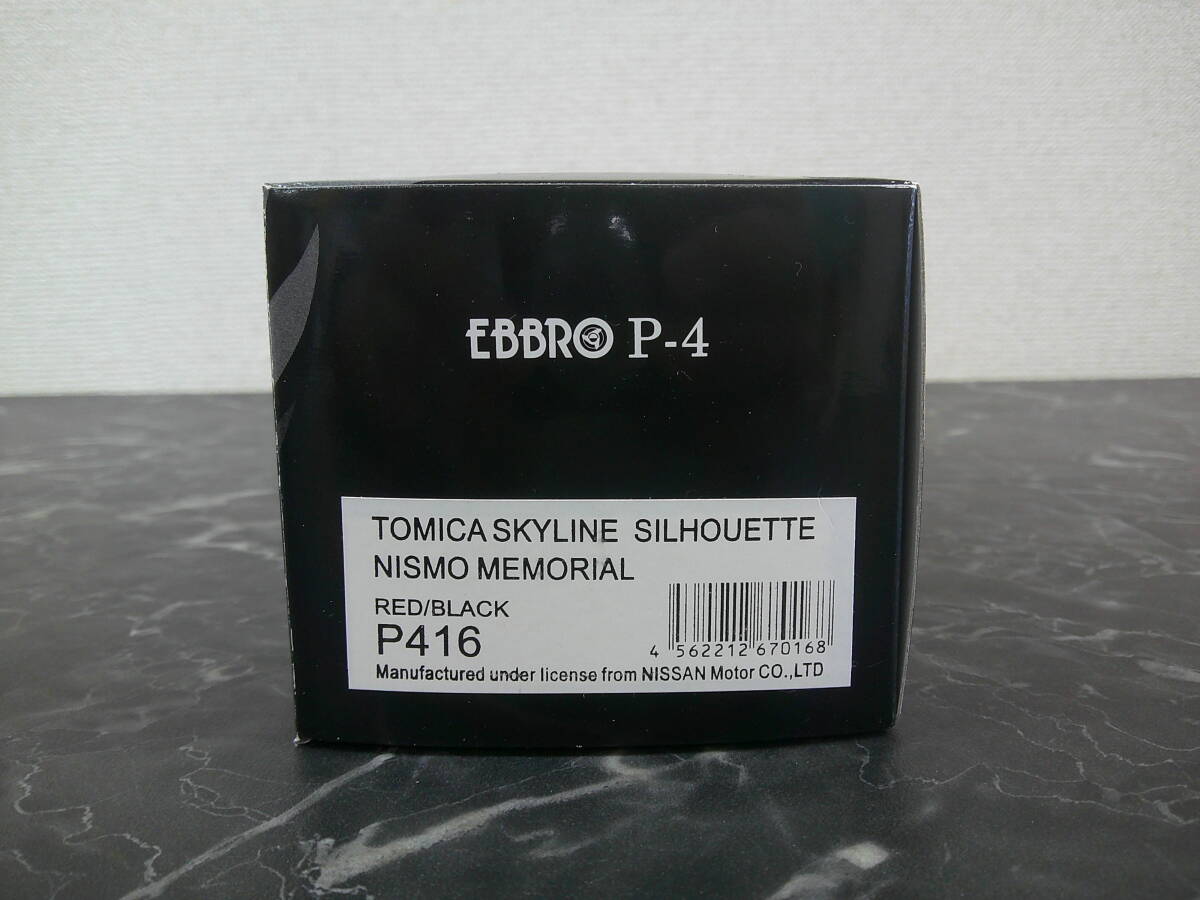 EBBRO P-4
TOMICA SKYLINE SILHOUETTE
NISMO MEMORIAL
RED/BLACK
P416
4 562212 670168
Manufactured under license from NISSAN Motor CO.,LTD